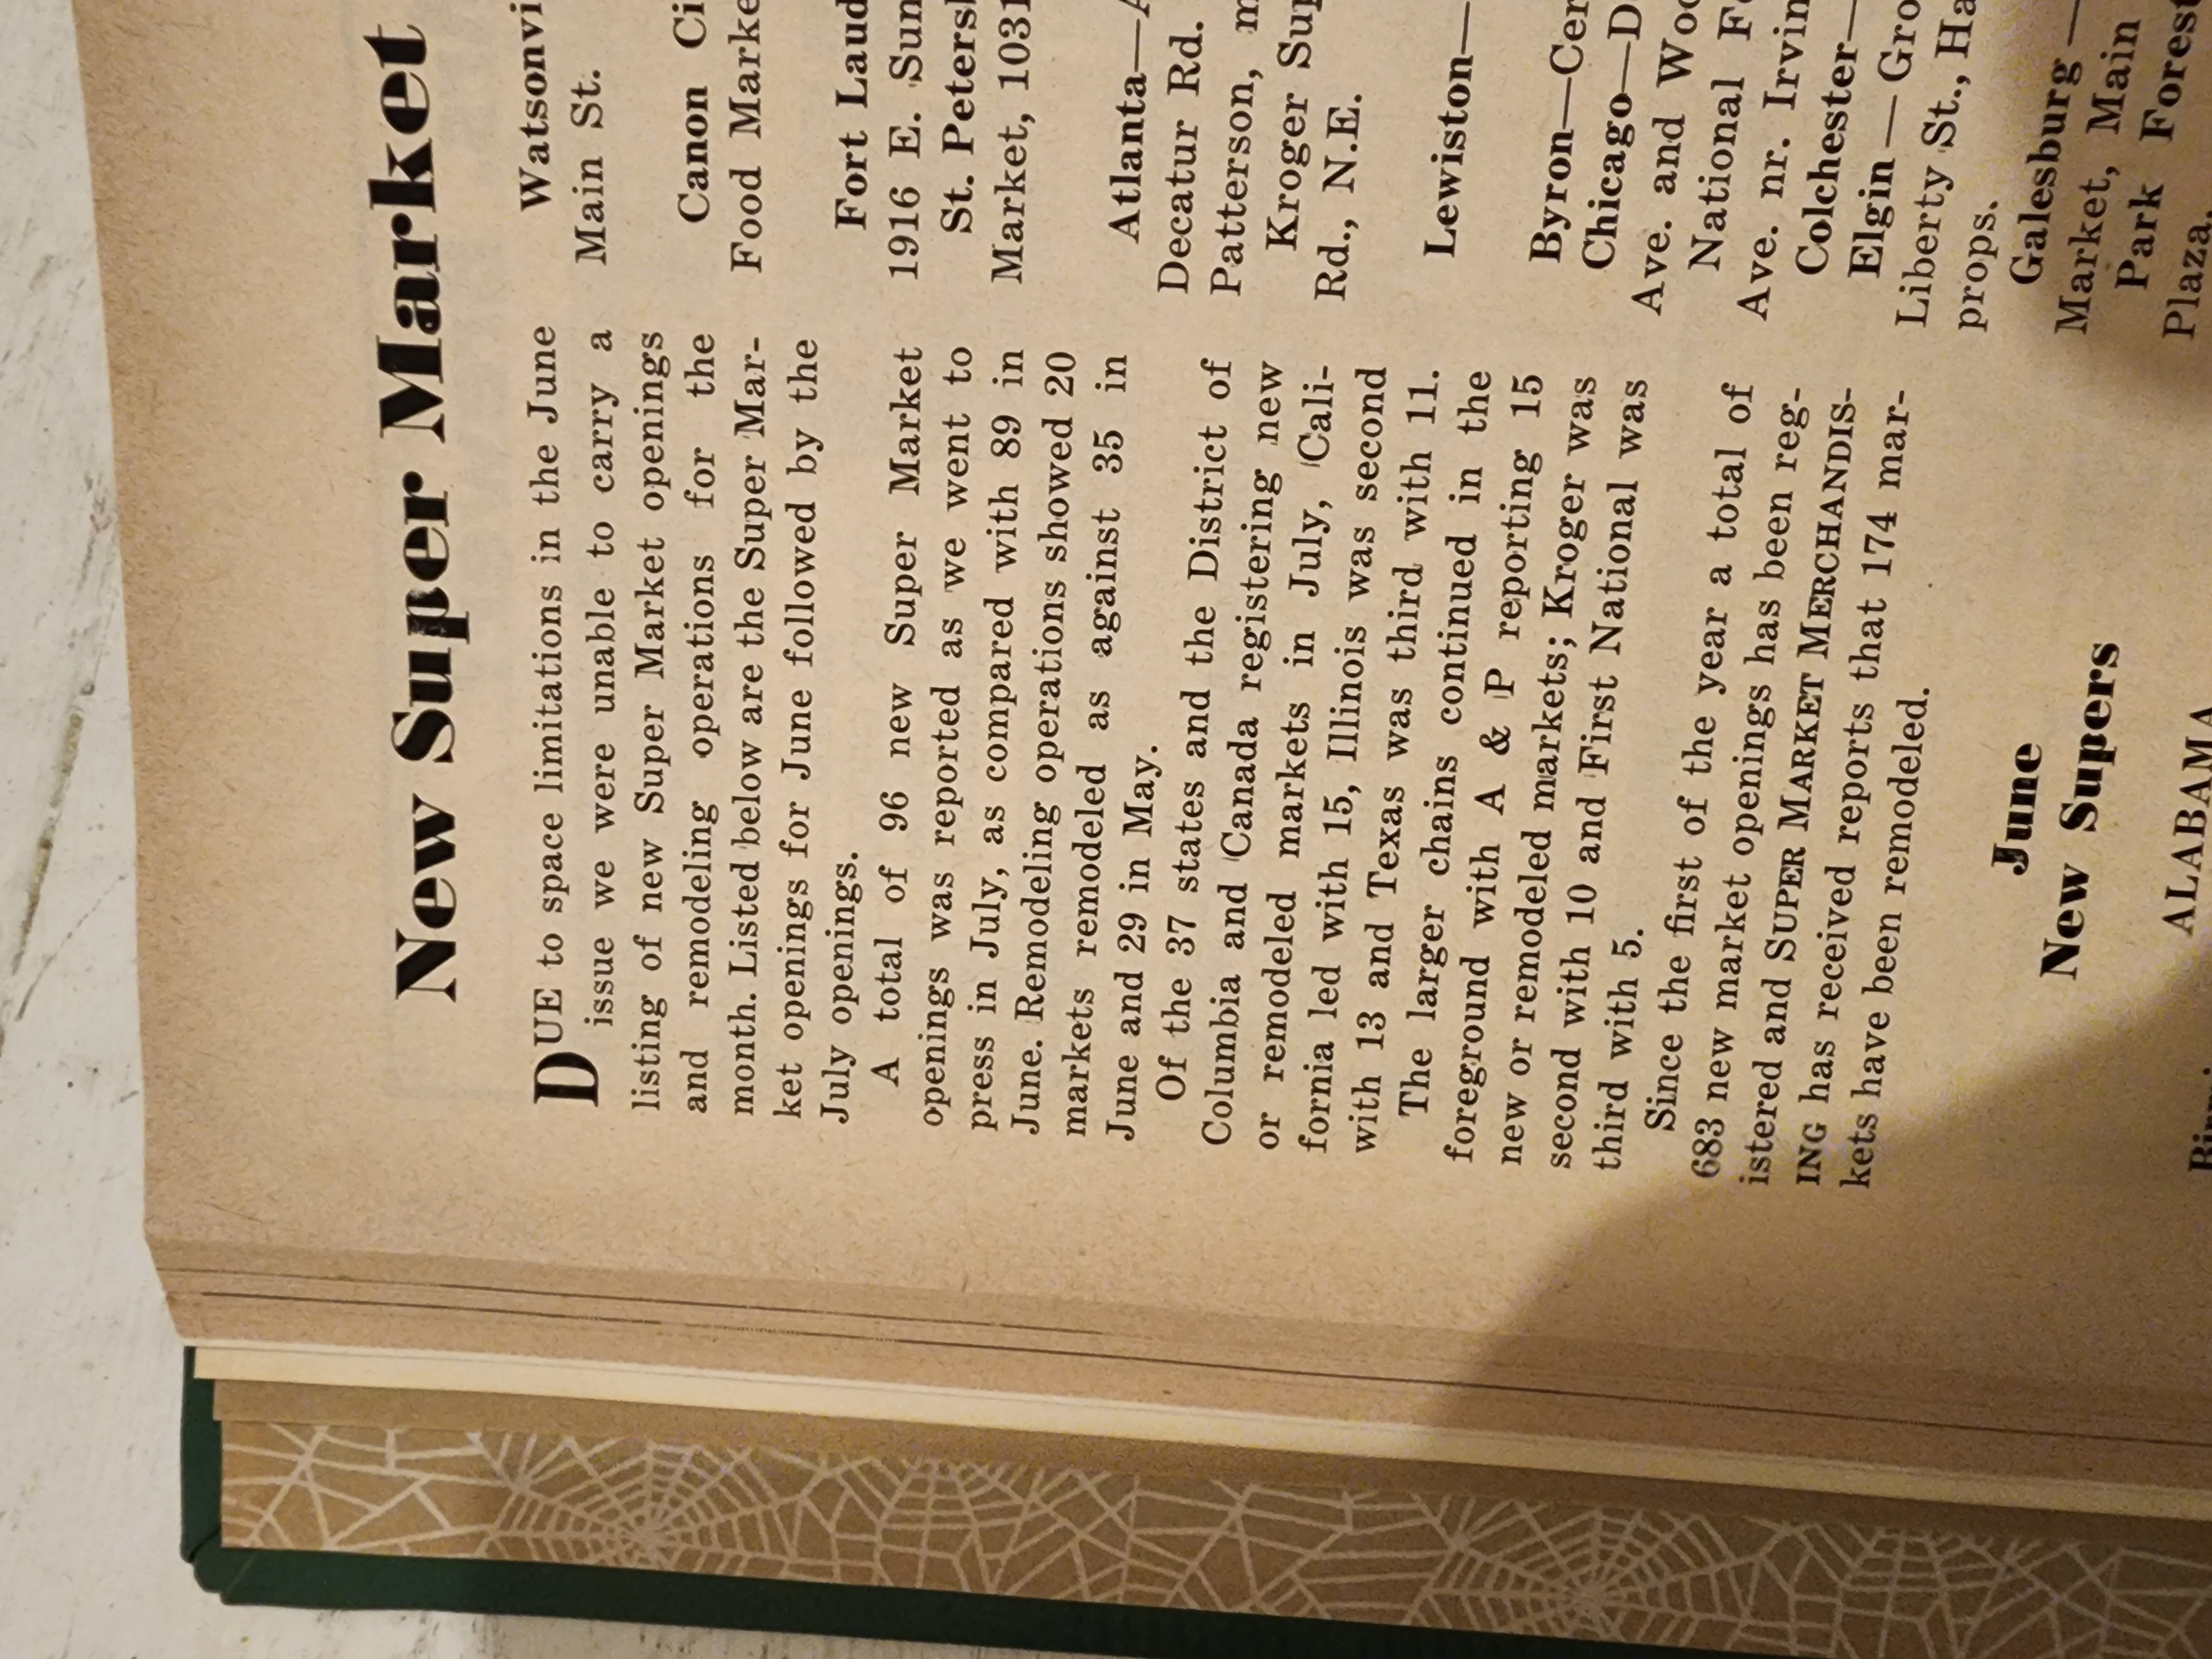 New Super Market
DUE to space limitations in the June
issue we were unable to carry a
listing of new Super Market openings
and remodeling operations for the
month. Listed below are the Super Mar-
ket openings for June followed by the
July openings.
A total of 96 new Super Market
openings was reported as we went to
press in July, as compared with 89 in
June. Remodeling operations showed 20
markets remodeled as against 35 in
June and 29 in May.
Of the 37 states and the District of
Columbia and Canada registering new
or remodeled markets in July, Cali-
fornia led with 15, Illinois was second
with 13 and Texas was third with 11.
The larger chains continued in the
foreground with A & P reporting 15
new or remodeled markets; Kroger was
second with 10 and First National was
third with 5.
Since the first of the year a total of
683 new market openings has been reg-
istered and SUPER MARKET MERCHANDIS-
ING has received reports that 174 mar-
kets have been remodeled.
June
New Supers
ALABAMA
Watsonvi
Main St.
Canon Ci
Food Marke
Fort Laud
1916 E. Sun
St. Petersb
Market, 1031
Atlanta—A
Decatur Rd.
Patterson, m
Kroger Sup
Rd., N.E.
Lewiston—
Byron—Cer
Chicago—D
Ave. and Woo
National Fo
Ave. nr. Irvin
Colchester—
Elgin—Gro
Liberty St., Ha
props.
Galesburg—
Market, Main
Park Forest
Plaza.